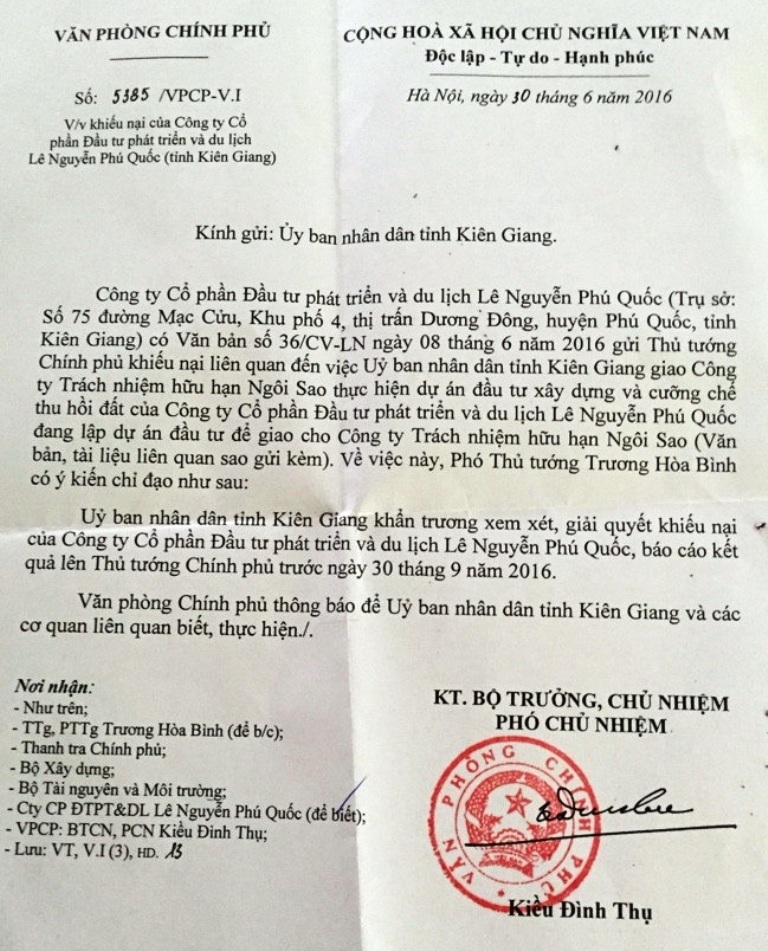 VĂN PHÒNG CHÍNH PHỦ
CỘNG HOÀ XÃ HỘI CHỦ NGHĨA VIỆT NAM
Độc lập - Tự do - Hạnh phúc
Số: 5385 /VPCP-V.I
Hà Nội, ngày 30 tháng 6 năm 2016
V/v khiếu nại của Công ty Cổ
phần Đầu tư phát triển và du lịch
Lê Nguyễn Phú Quốc (tỉnh Kiên Giang)
Kính gửi: Ủy ban nhân dân tỉnh Kiên Giang.
Công ty Cổ phần Đầu tư phát triển và du lịch Lê Nguyễn Phú Quốc (Trụ sở:
Số 75 đường Mạc Cửu, Khu phố 4, thị trấn Dương Đông, huyện Phú Quốc, tỉnh
Kiên Giang) có Văn bản số 36/CV-LN ngày 08 tháng 6 năm 2016 gửi Thủ tướng
Chính phủ khiếu nại liên quan đến việc Uỷ ban nhân dân tỉnh Kiên Giang giao Công
ty Trách nhiệm hữu hạn Ngôi Sao thực hiện dự án đầu tư xây dựng và cưỡng chế
thu hồi đất của Công ty Cổ phần Đầu tư phát triển và du lịch Lê Nguyễn Phú Quốc
đang lập dự án đầu tư để giao cho Công ty Trách nhiệm hữu hạn Ngôi Sao (Văn
bản, tài liệu liên quan sao gửi kèm). Về việc này, Phó Thủ tướng Trương Hòa Bình
có ý kiến chỉ đạo như sau:
Uỷ ban nhân dân tỉnh Kiên Giang khẩn trương xem xét, giải quyết khiếu nại
của Công ty Cổ phần Đầu tư phát triển và du lịch Lê Nguyễn Phú Quốc, báo cáo kết
quả lên Thủ tướng Chính phủ trước ngày 30 tháng 9 năm 2016.
Văn phòng Chính phủ thông báo để Uỷ ban nhân dân tỉnh Kiên Giang và các
cơ quan liên quan biết, thực hiện./.
Nơi nhận:
- Như trên;
- TTg, PTTg Trương Hòa Bình (để b/c);
- Thanh tra Chính phủ;
- Bộ Xây dựng;
- Bộ Tài nguyên và Môi trường;
- Cty CP ĐTPT&DL Lê Nguyễn Phú Quốc (để biết);
- VPCP: BTCN, PCN Kiều Đình Thụ;
- Lưu: VT, V.I (3), HD. 13
KT. BỘ TRƯỞNG, CHỦ NHIỆM
PHÓ CHỦ NHIỆM
VĂN PHÒNG CHÍNH PHỦ
Kiều Đình Thụ